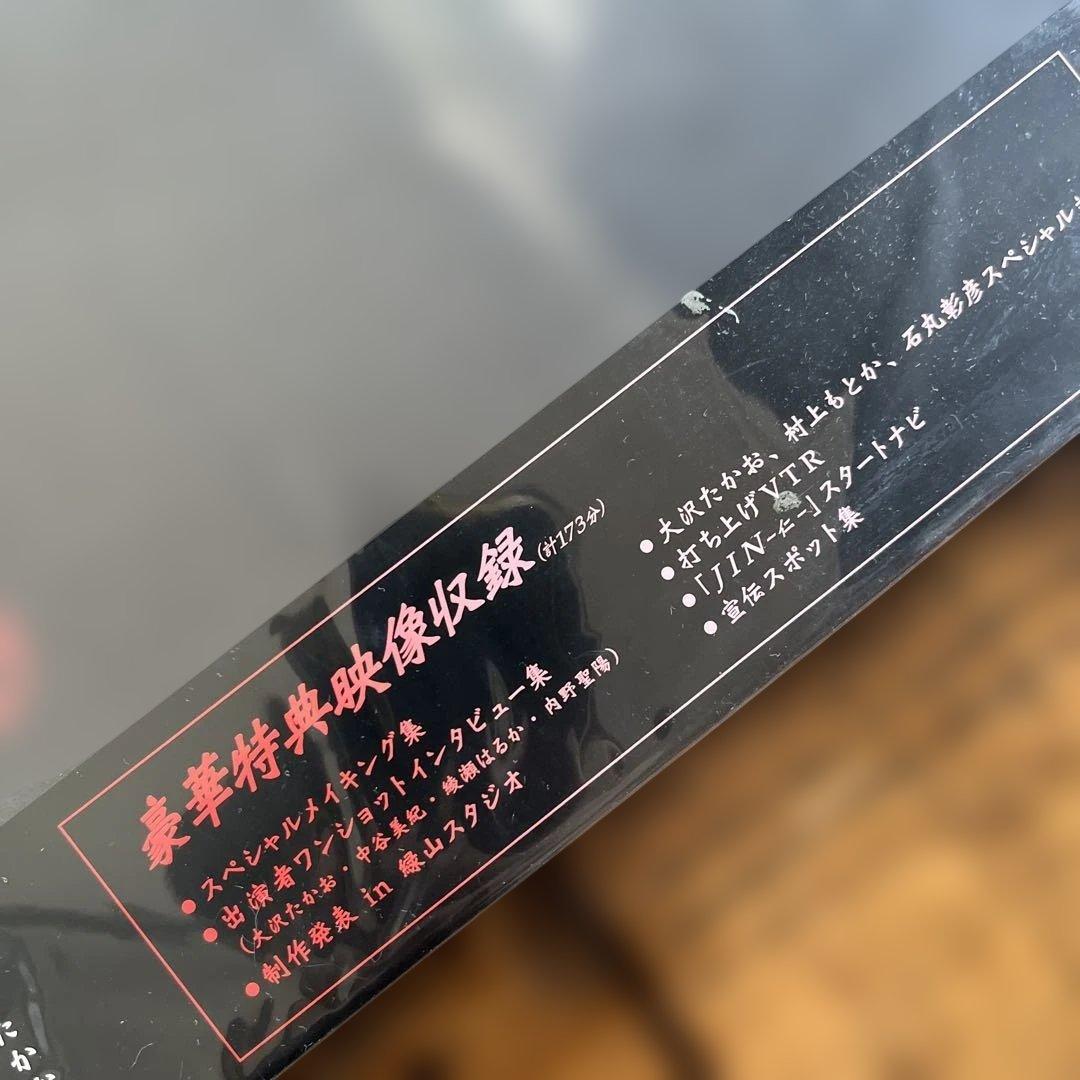 豪華特典映像収録(計173分)
●スペシャルメイキング集
●出演者ワンショットインタビュー集
(大沢たかお・中谷美紀・綾瀬はるか・内野聖陽)
●制作発表 in 緑山スタジオ
●大沢たかお、村上もとか、石丸彰彦スペシャル
●打ち上げVTR
●「JIN-仁-」スタートナビ
●宣伝スポット集
たか